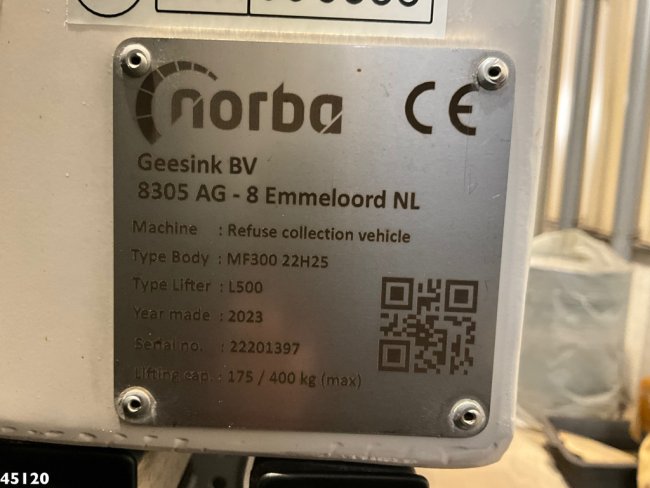 norba CE
Geesink BV
8305 AG - 8 Emmeloord NL
Machine : Refuse collection vehicle
Type Body : MF300 22H25
Type Lifter : L500
Year made : 2023
Serial no. : 22201397
Lifting cap. : 175 / 400 kg (max)
45120